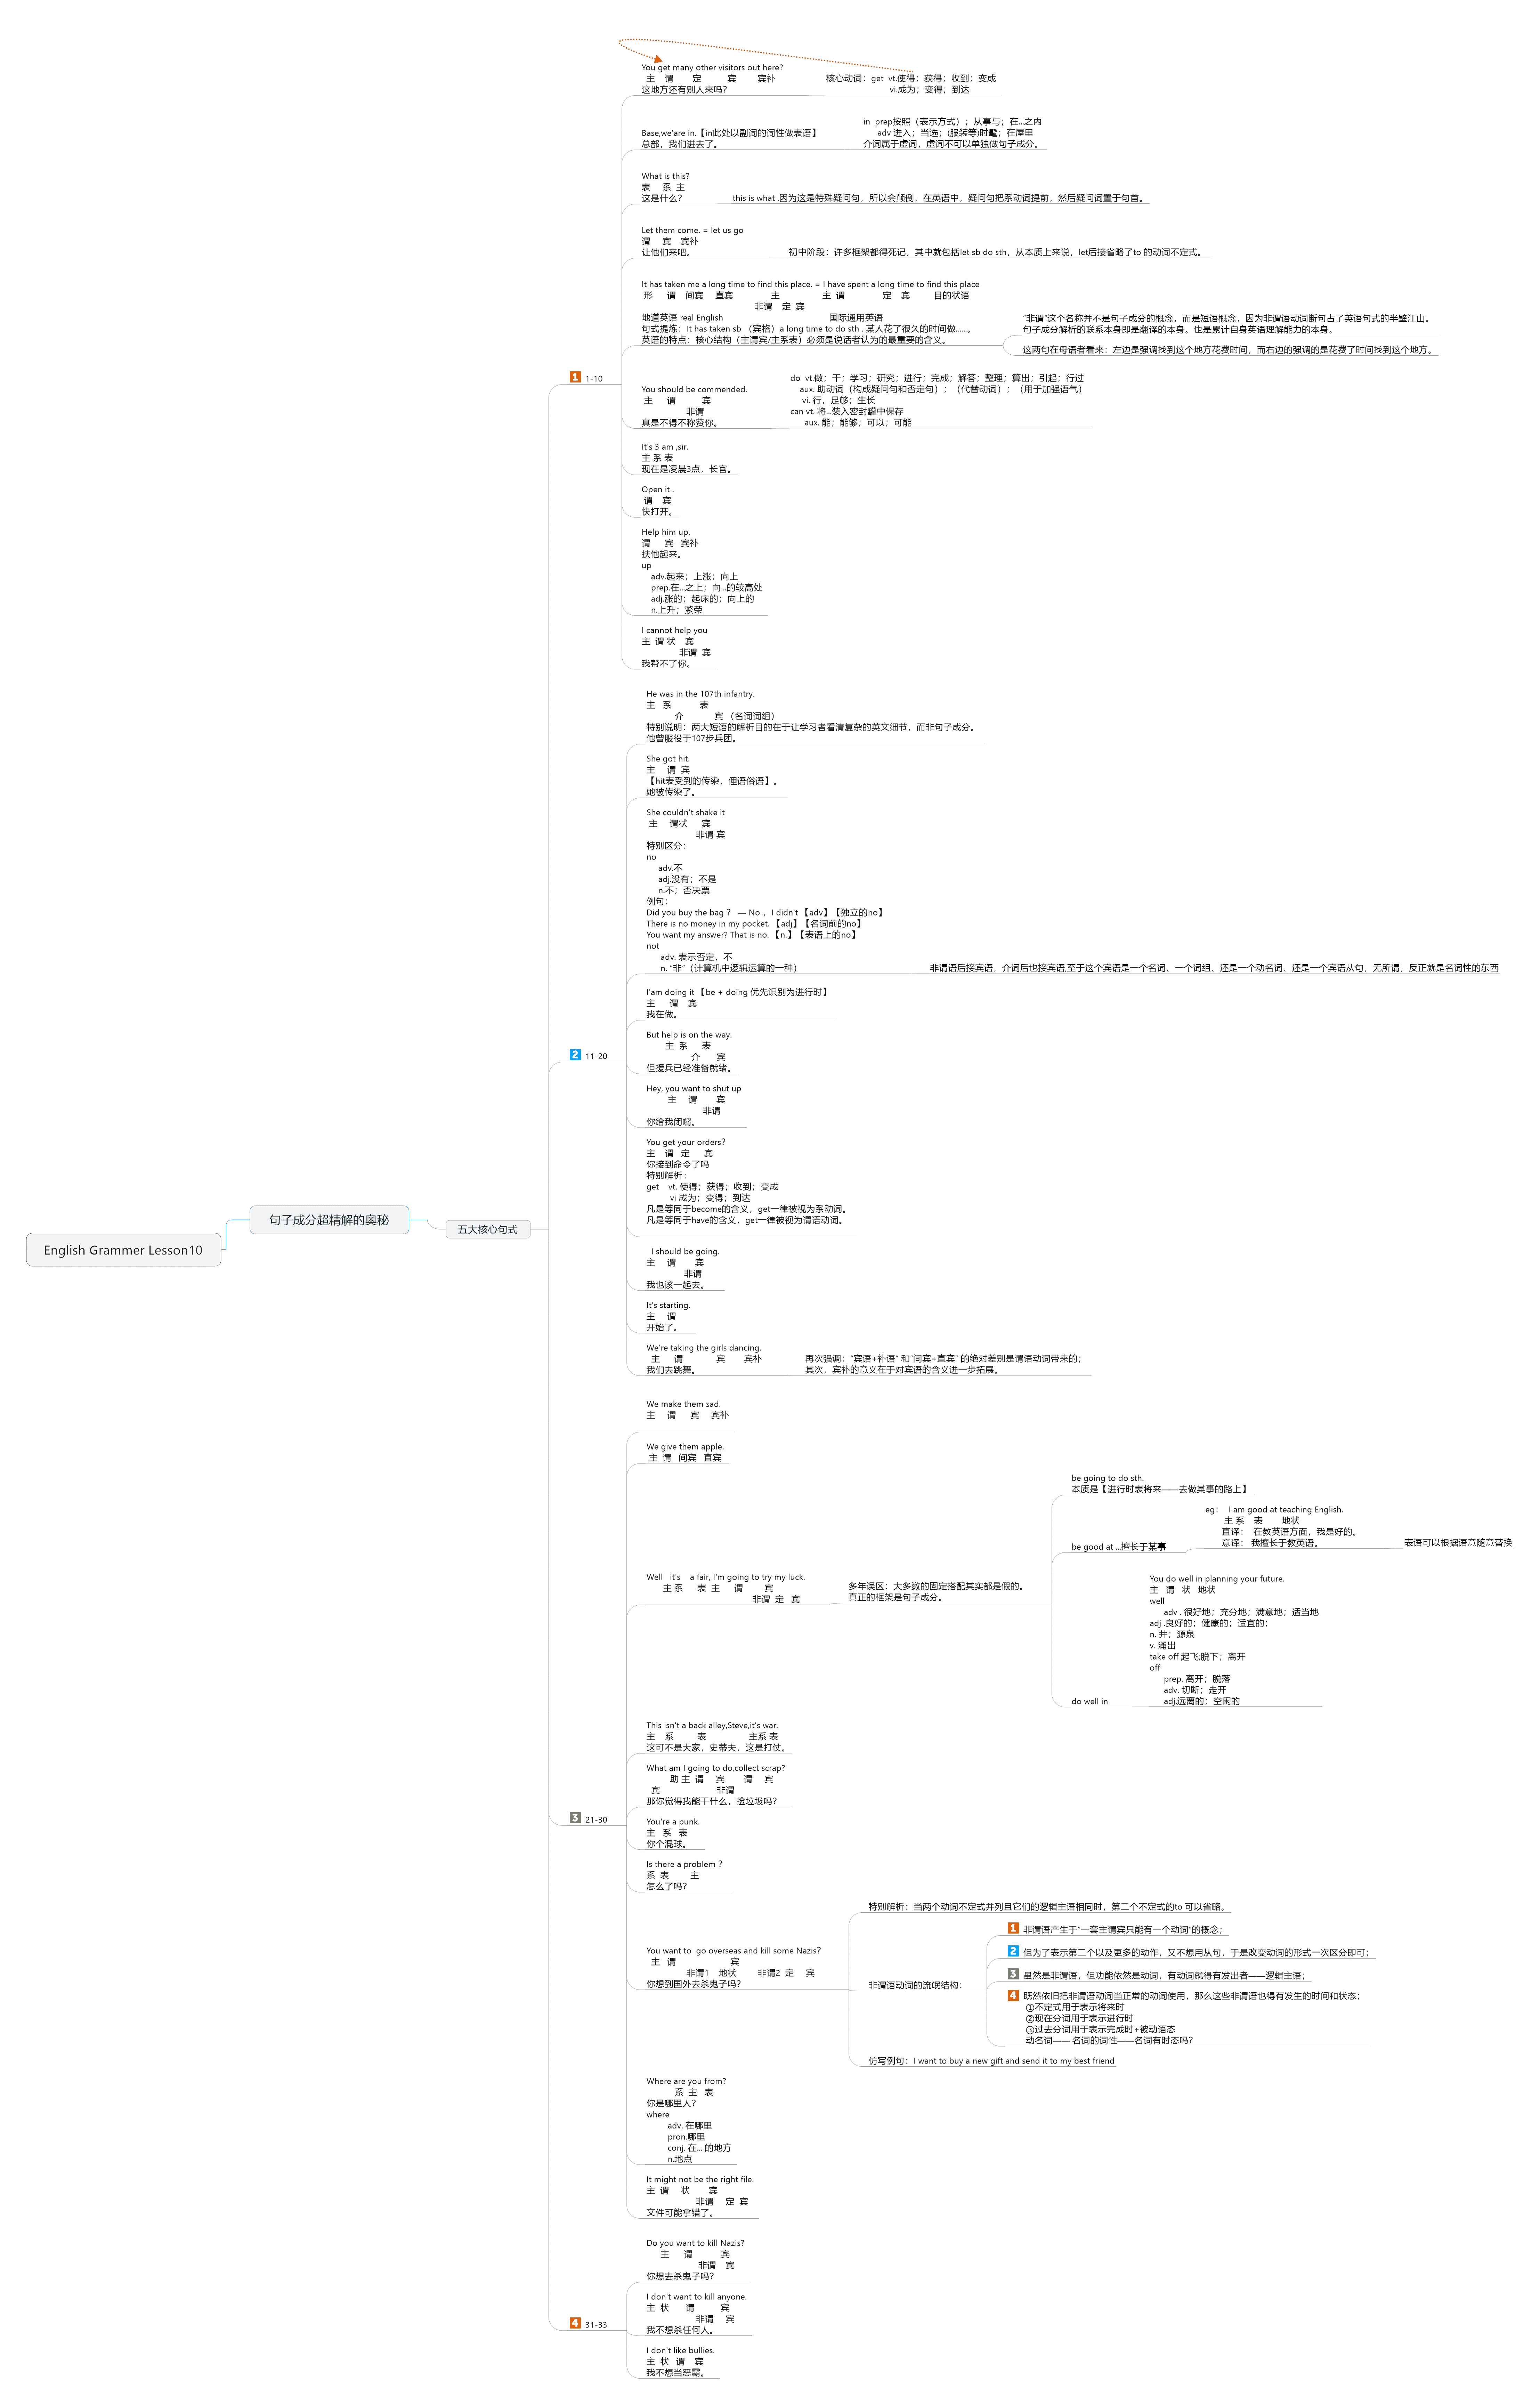 English Grammer Lesson10
句子成分超精解的奥秘
五大核心句式
1-10
You get many other visitors out here?
主 谓 定 宾 宾补
这地方还有别人来吗?
核心动词：get vt.使得；获得；收到；变成
vi.成为；变得；到达
Base,we'are in.【in此处以副词的词性做表语】
总部，我们进去了。
in prep按照（表示方式）；从事与；在...之内
adv 进入；当选；(服装等)时髦；在屋里
介词属于虚词，虚词不可以单独做句子成分。
What is this?
表 系 主
这是什么?
this is what .因为这是特殊疑问句，所以会颠倒，在英语中，疑问句把系动词提前，然后疑问词置于句首。
Let them come. = let us go
谓 宾 宾补
让他们来吧。
初中阶段：许多框架都得死记，其中就包括let sb do sth，从本质上来说，let后接省略了to 的动词不定式。
It has taken me a long time to find this place. = I have spent a long time to find this place
形 谓 间宾 直宾 主 主 谓 定 宾 目的状语
非谓 定 宾
地道英语 real English 国际通用英语
句式提炼：It has taken sb （宾格）a long time to do sth . 某人花了很久的时间做......。
英语的特点：核心结构（主谓宾/主系表）必须是说话者认为的最重要的含义。
“非谓”这个名称并不是句子成分的概念，而是短语概念，因为非谓语动词断句占了英语句式的半壁江山。
句子成分解析的联系本身即是翻译的本身。也是累计自身英语理解能力的本身。
这两句在母语者看来：左边是强调找到这个地方花费时间，而右边的强调的是花费了时间找到这个地方。
You should be commended.
主 谓 宾
非谓
真是不得不称赞你。
do vt.做；干；学习；研究；进行；完成；解答；整理；算出；引起；行过
aux. 助动词（构成疑问句和否定句）；（代替动词）；（用于加强语气）
vi. 行，足够；生长
can vt. 将...装入密封罐中保存
aux. 能；能够；可以；可能
It's 3 am ,sir.
主 系 表
现在是凌晨3点，长官。
Open it .
谓 宾
快打开。
Help him up.
谓 宾 宾补
扶他起来。
up
adv.起来；上涨；向上
prep.在...之上；向...的较高处
adj.涨的；起床的；向上的
n.上升；繁荣
I cannot help you
主 谓 状 宾
非谓 宾
我帮不了你。
11-20
He was in the 107th infantry.
主 系 表
介 宾 （名词词组）
特别说明：两大短语的解析目的在于让学习者看清复杂的英文细节，而非句子成分。
他曾服役于107步兵团。
She got hit.
主 谓 宾
【hit表受到的传染，俚语俗语】。
她被传染了。
She couldn't shake it
主 谓状 宾
非谓 宾
特别区分：
no
adv.不
adj.没有；不是
n.不；否决票
例句：
Did you buy the bag ？ — No ，I didn't 【adv】【独立的no】
There is no money in my pocket. 【adj】【名词前的no】
You want my answer? That is no. 【n.】【表语上的no】
not
adv. 表示否定，不
n. “非”（计算机中逻辑运算的一种）
非谓语后接宾语，介词后也接宾语,至于这个宾语是一个名词、一个词组、还是一个动名词、还是一个宾语从句，无所谓，反正就是名词性的东西
I'am doing it 【be + doing 优先识别为进行时】
主 谓 宾
我在做。
But help is on the way.
主 系 表
介 宾
但援兵已经准备就绪。
Hey, you want to shut up
主 谓 宾
非谓
你给我闭嘴。
You get your orders？
主 谓 定 宾
你接到命令了吗
特别解析：
get vt. 使得；获得；收到；变成
vi 成为；变得；到达
凡是等同于become的含义，get一律被视为系动词。
凡是等同于have的含义，get一律被视为谓语动词。
I should be going.
主 谓 宾
非谓
我也该一起去。
It's starting.
主 谓
开始了。
We're taking the girls dancing.
主 谓 宾 宾补
我们去跳舞。
再次强调：“宾语+补语” 和“间宾+直宾” 的绝对差别是谓语动词带来的；
其次，宾补的意义在于对宾语的含义进一步拓展。
21-30
We make them sad.
主 谓 宾 宾补
We give them apple.
主 谓 间宾 直宾
Well it's a fair, I'm going to try my luck.
主 系 表 主 谓 宾
非谓 定 宾
多年误区：大多数的固定搭配其实都是假的。
真正的框架是句子成分。
be going to do sth.
本质是【进行时表将来——去做某事的路上】
be good at ...擅长于某事
eg： I am good at teaching English.
主 系 表 地状
直译： 在教英语方面，我是好的。
意译： 我擅长于教英语。
表语可以根据语意随意替换
do well in
You do well in planning your future.
主 谓 状 地状
well
adv . 很好地；充分地；满意地；适当地
adj .良好的；健康的；适宜的；
n. 井；源泉
v. 涌出
take off 起飞;脱下；离开
off
prep. 离开；脱落
adv. 切断；走开
adj.远离的；空闲的
This isn't a back alley,Steve,it's war.
主 系 表 主系 表
这可不是大家，史蒂夫，这是打仗。
What am I going to do,collect scrap?
助 主 谓 宾 谓 宾
宾 非谓
那你觉得我能干什么，捡垃圾吗?
You're a punk.
主 系 表
你个混球。
Is there a problem ？
系 表 主
怎么了吗?
You want to go overseas and kill some Nazis？
主 谓 宾
非谓1 地状 非谓2 定 宾
你想到国外去杀鬼子吗?
特别解析：当两个动词不定式并列且它们的逻辑主语相同时，第二个不定式的to 可以省略。
非谓语动词的流氓结构：
1 非谓语产生于“一套主谓宾只能有一个动词”的概念；
2 但为了表示第二个以及更多的动作，又不想用从句，于是改变动词的形式一次区分即可；
3 虽然是非谓语，但功能依然是动词，有动词就得有发出者——逻辑主语；
4 既然依旧把非谓语动词当正常的动词使用，那么这些非谓语也得有发生的时间和状态；
①不定式用于表示将来时
②现在分词用于表示进行时
③过去分词用于表示完成时+被动语态
动名词—— 名词的词性——名词有时态吗?
仿写例句：I want to buy a new gift and send it to my best friend
Where are you from?
系 主 表
你是哪里人?
where
adv. 在哪里
pron.哪里
conj. 在... 的地方
n.地点
It might not be the right file.
主 谓 状 宾
非谓 定 宾
文件可能拿错了。
31-33
Do you want to kill Nazis?
主 谓 宾
非谓 宾
你想去杀鬼子吗?
I don't want to kill anyone.
主 状 谓 宾
非谓 宾
我不想杀任何人。
I don't like bullies.
主 状 谓 宾
我不想当恶霸。